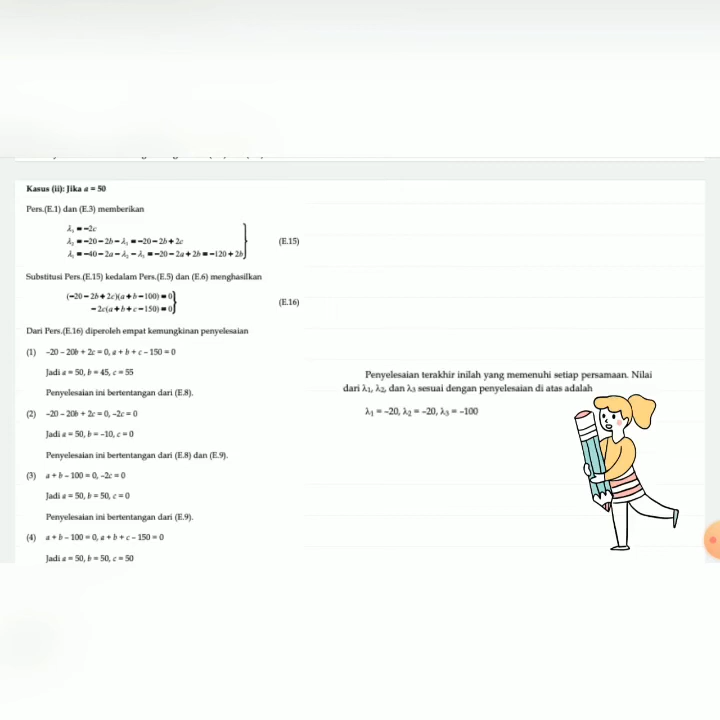 Kasus (ii): Jika a = 50
Pers.(E.1) dan (E.3) memberikan
λ₃ = −2c
λ₂ = −20 − 2b − λ₃ = −20 − 2b + 2c
λ₁ = −40 − 2a − λ₂ − λ₃ = −20 − 2a + 2b = −120 + 2b
(E.15)
Substitusi Pers.(E.15) kedalam Pers.(E.5) dan (E.6) menghasilkan
(−20 − 2b + 2c)(a + b − 100) = 0
− 2c(a + b + c − 150) = 0
(E.16)
Dari Pers.(E.16) diperoleh empat kemungkinan penyelesaian
(1) −20 − 20b + 2c = 0, a + b + c − 150 = 0
Jadi a = 50, b = 45, c = 55
Penyelesaian ini bertentangan dari (E.8).
(2) −20 − 20b + 2c = 0, −2c = 0
Jadi a = 50, b = −10, c = 0
Penyelesaian ini bertentangan dari (E.8) dan (E.9).
(3) a + b − 100 = 0, −2c = 0
Jadi a = 50, b = 50, c = 0
Penyelesaian ini bertentangan dari (E.9).
(4) a + b − 100 = 0, a + b + c − 150 = 0
Jadi a = 50, b = 50, c = 50
Penyelesaian terakhir inilah yang memenuhi setiap persamaan. Nilai
dari λ₁, λ₂, dan λ₃ sesuai dengan penyelesaian di atas adalah
λ₁ = −20, λ₂ = −20, λ₃ = −100